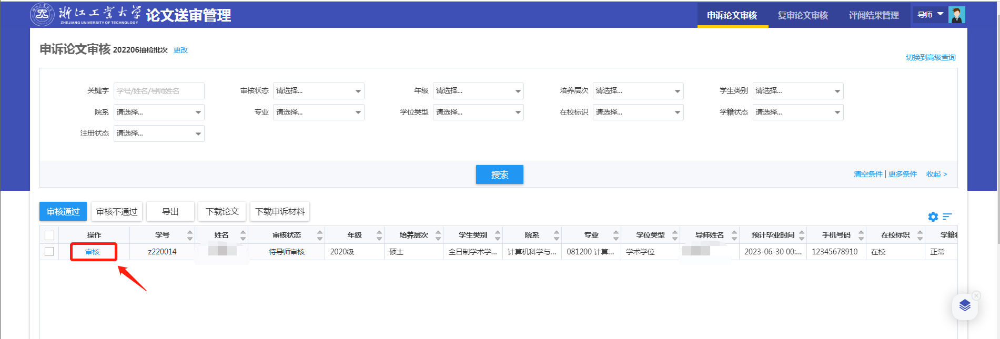 浙江工业大学 论文送审管理
ZHEJIANG UNIVERSITY OF TECHNOLOGY
申诉论文审核 复审论文审核 评阅结果管理 导师
申诉论文审核 202206抽检批次 更改
切换到高级查询
关键字 学号/姓名/导师姓名 审核状态 请选择... 年级 请选择... 培养层次 请选择... 学生类别 请选择...
院系 请选择... 专业 请选择... 学位类型 请选择... 在校标识 请选择... 学籍状态 请选择...
注册状态 请选择...
搜索
清空条件 | 更多条件 收起 >
审核通过 审核不通过 导出 下载论文 下载申诉材料
操作 学号 姓名 审核状态 年级 培养层次 学生类别 院系 专业 学位类型 导师姓名 预计毕业时间 手机号码 在校标识 学籍
审核 z220014 待导师审核 2020级 硕士 全日制学术学... 计算机科学与... 081200 计算... 学术学位 2023-06-30 00:... 12345678910 在校 正常